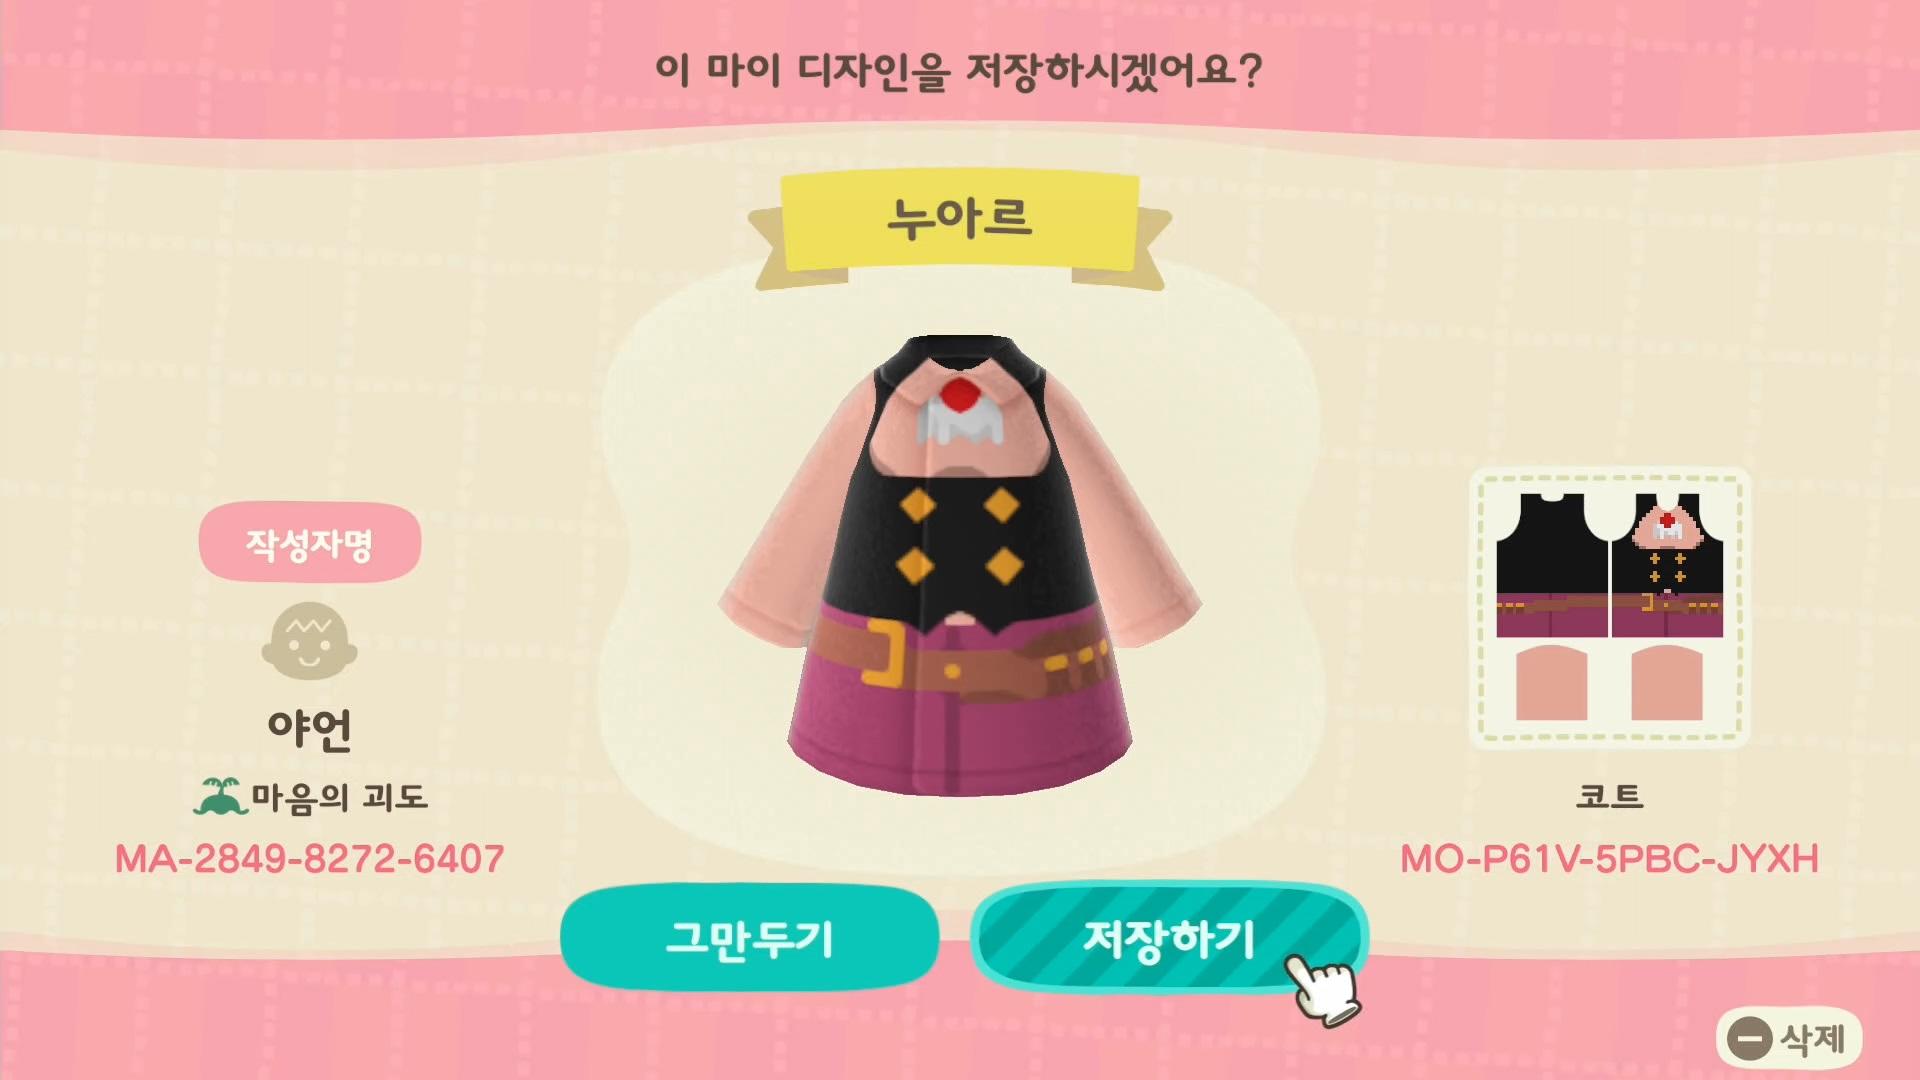 이 마이 디자인을 저장하시겠어요?
누아르
작성자명
야언
마음의 괴도
MA-2849-8272-6407
코트
MO-P61V-5PBC-JYXH
그만두기
저장하기
삭제